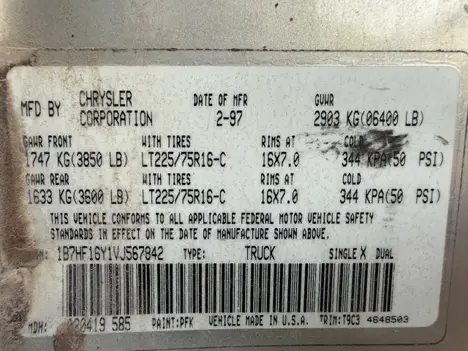 MFD BY CHRYSLER CORPORATION DATE OF MFR 2-97 GVWR 2903 KG(06400 LB)
GAWR FRONT WITH TIRES RIMS AT COLD
1747 KG(3850 LB) LT225/75R16-C 16X7.0 344 KPA(50 PSI)
GAWR REAR WITH TIRES RIMS AT COLD
1633 KG(3600 LB) LT225/75R16-C 16X7.0 344 KPA(50 PSI)
THIS VEHICLE CONFORMS TO ALL APPLICABLE FEDERAL MOTOR VEHICLE SAFETY
STANDARDS IN EFFECT ON THE DATE OF MANUFACTURE SHOWN ABOVE
1B7HF16Y1VJ567842 TYPE: TRUCK SINGLE X DUAL
MDH: 020419 585 PAINT:PFK VEHICLE MADE IN U.S.A. TRIM:T9C3 4648503